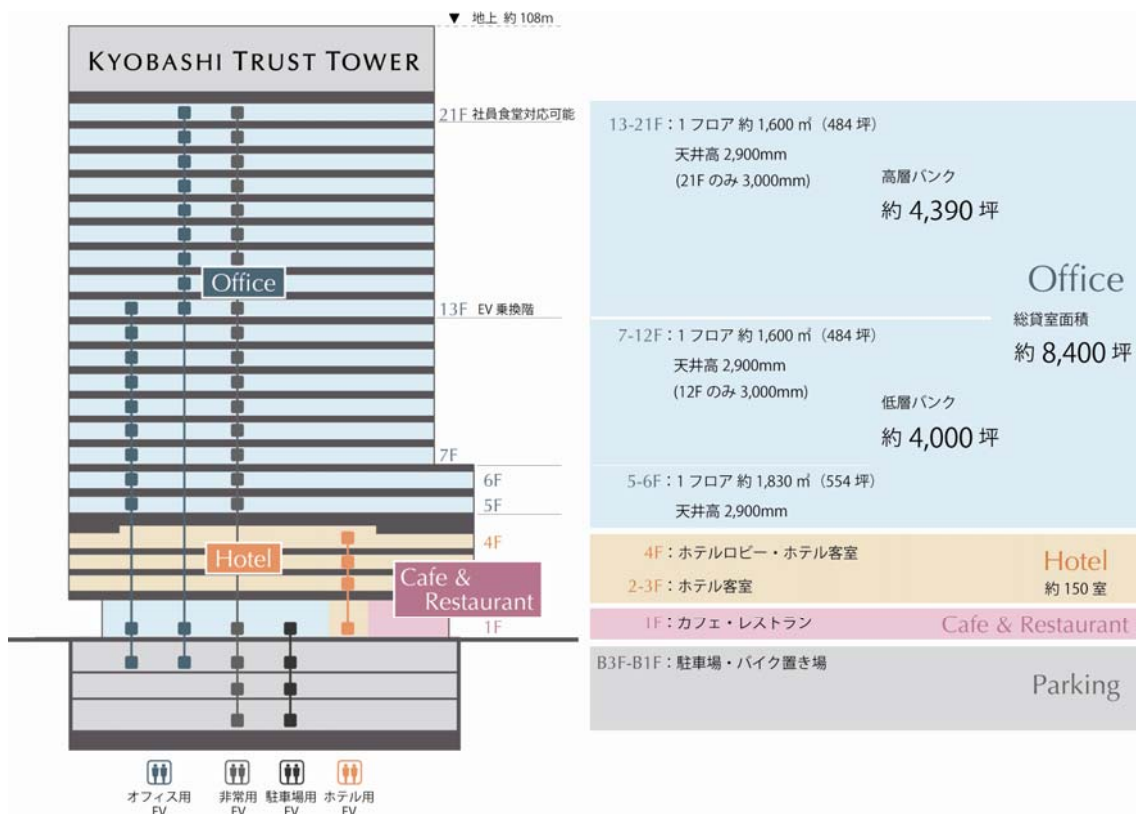 ▼ 地上 約 108m
KYOBASHI TRUST TOWER
21F 社員食堂対応可能
Office
13F EV 乗換階
7F
6F
5F
4F
Hotel
Cafe &
Restaurant
1F
オフィス用
EV
非常用
EV
駐車場用
EV
ホテル用
EV
13-21F：1 フロア 約 1,600 ㎡（484 坪）
天井高 2,900mm
(21F のみ 3,000mm)
高層バンク
約 4,390 坪
Office
総貸室面積
約 8,400 坪
7-12F：1 フロア 約 1,600 ㎡（484 坪）
天井高 2,900mm
(12F のみ 3,000mm)
低層バンク
約 4,000 坪
5-6F：1 フロア 約 1,830 ㎡（554 坪）
天井高 2,900mm
4F：ホテルロビー・ホテル客室
2-3F：ホテル客室
Hotel
約 150 室
1F：カフェ・レストラン
Cafe & Restaurant
B3F-B1F：駐車場・バイク置き場
Parking